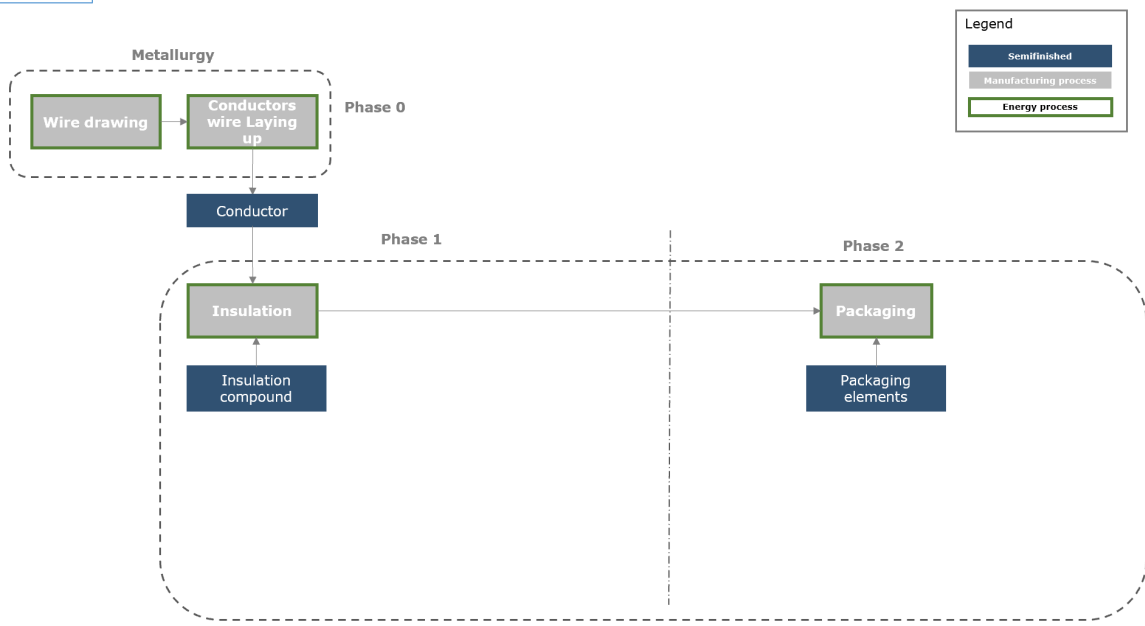 Legend
Semifinished
Manufacturing process
Energy process
Metallurgy
Phase 0
Wire drawing
Conductors
wire Laying
up
Conductor
Phase 1
Phase 2
Insulation
Packaging
Insulation
compound
Packaging
elements